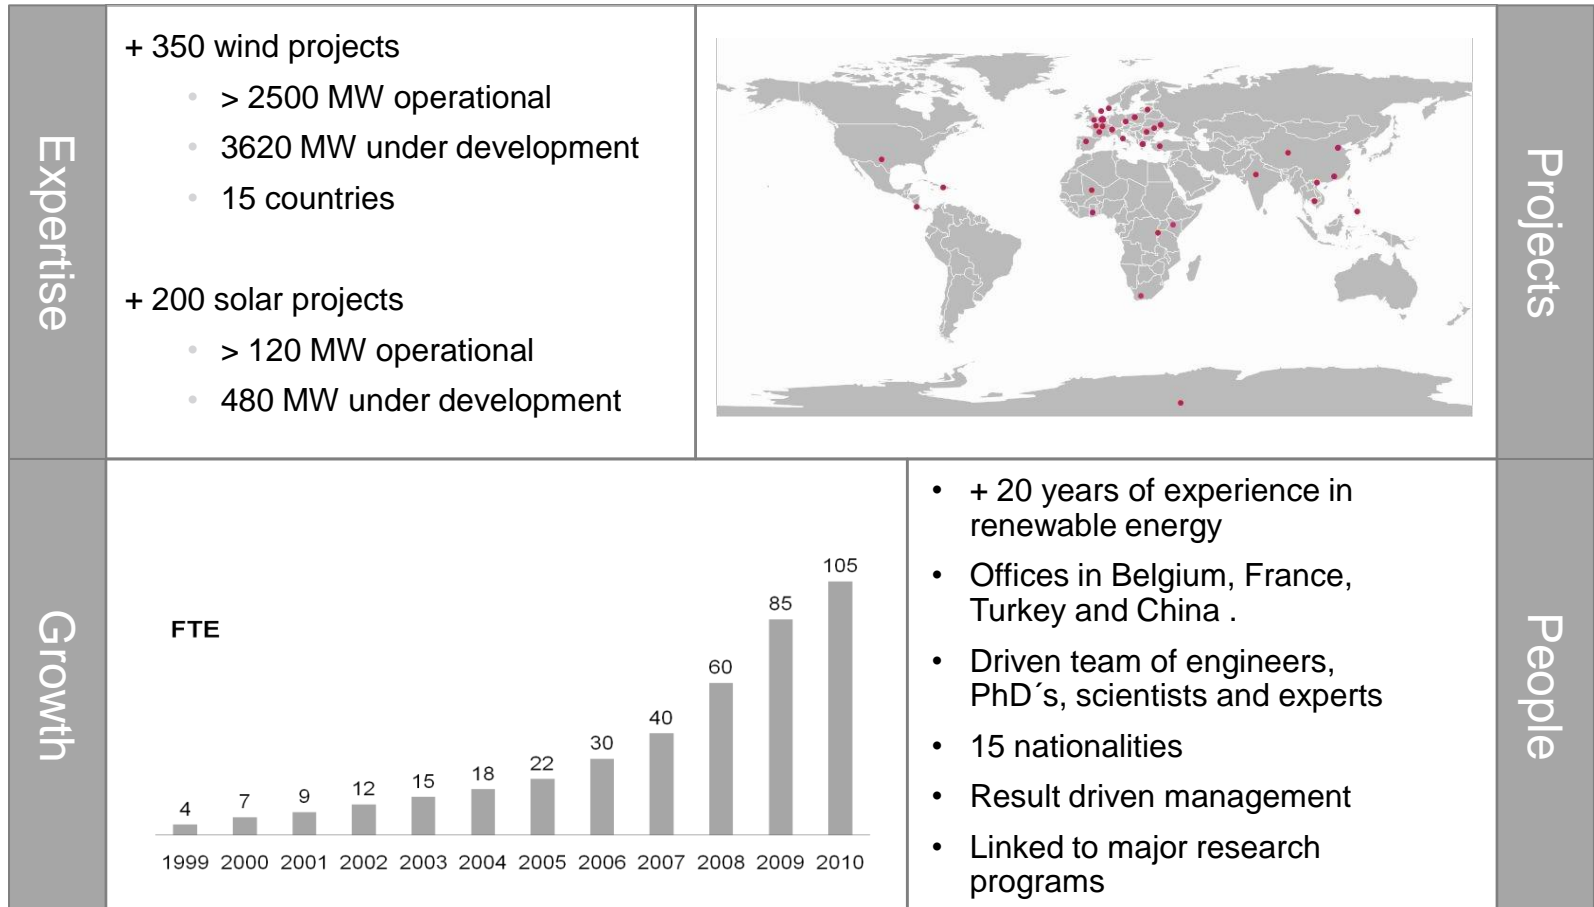 Expertise
+ 350 wind projects
• > 2500 MW operational
• 3620 MW under development
• 15 countries
+ 200 solar projects
• > 120 MW operational
• 480 MW under development
Projects
Growth
FTE
4
7
9
12
15
18
22
30
40
60
85
105
1999 2000 2001 2002 2003 2004 2005 2006 2007 2008 2009 2010
• + 20 years of experience in
renewable energy
• Offices in Belgium, France,
Turkey and China .
• Driven team of engineers,
PhD´s, scientists and experts
• 15 nationalities
• Result driven management
• Linked to major research
programs
People